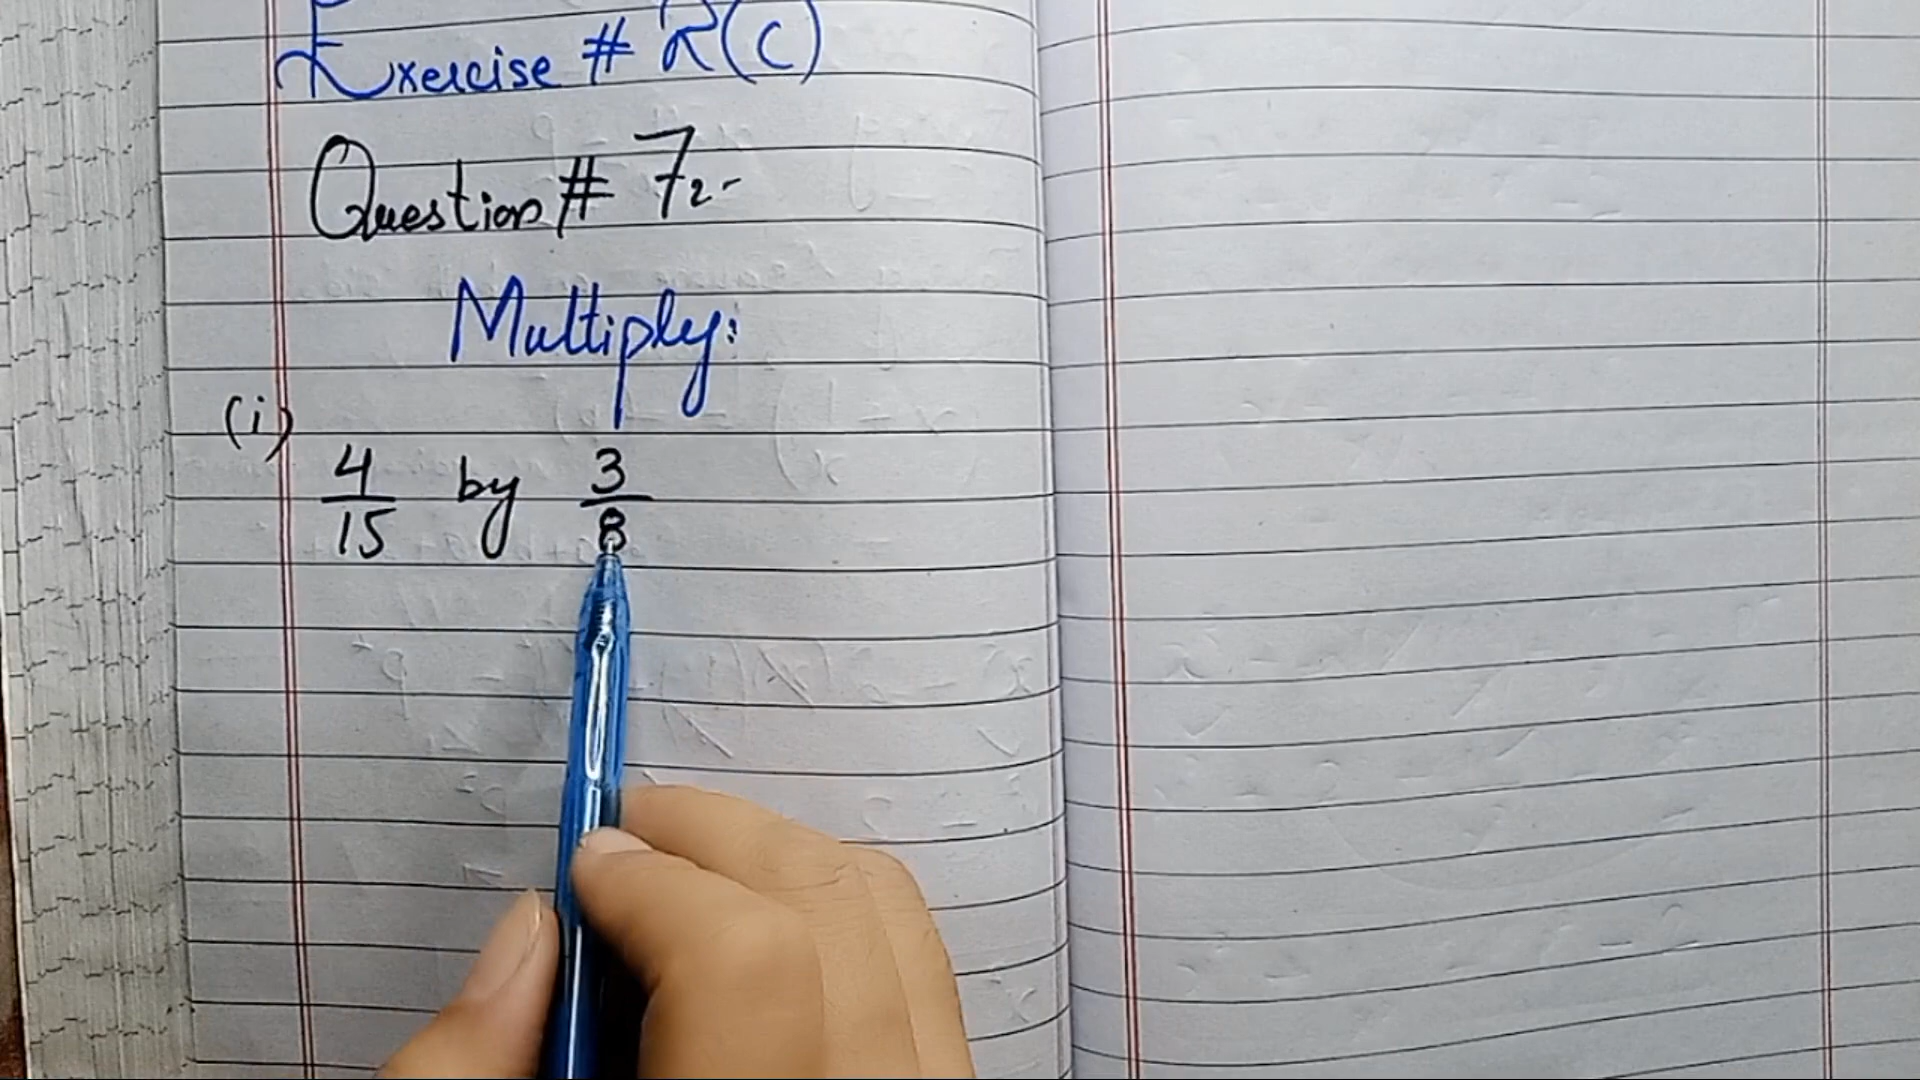 Exercise # 2(C)
Question # 7:-
Multiply:
(i)
4/15 by 3/8